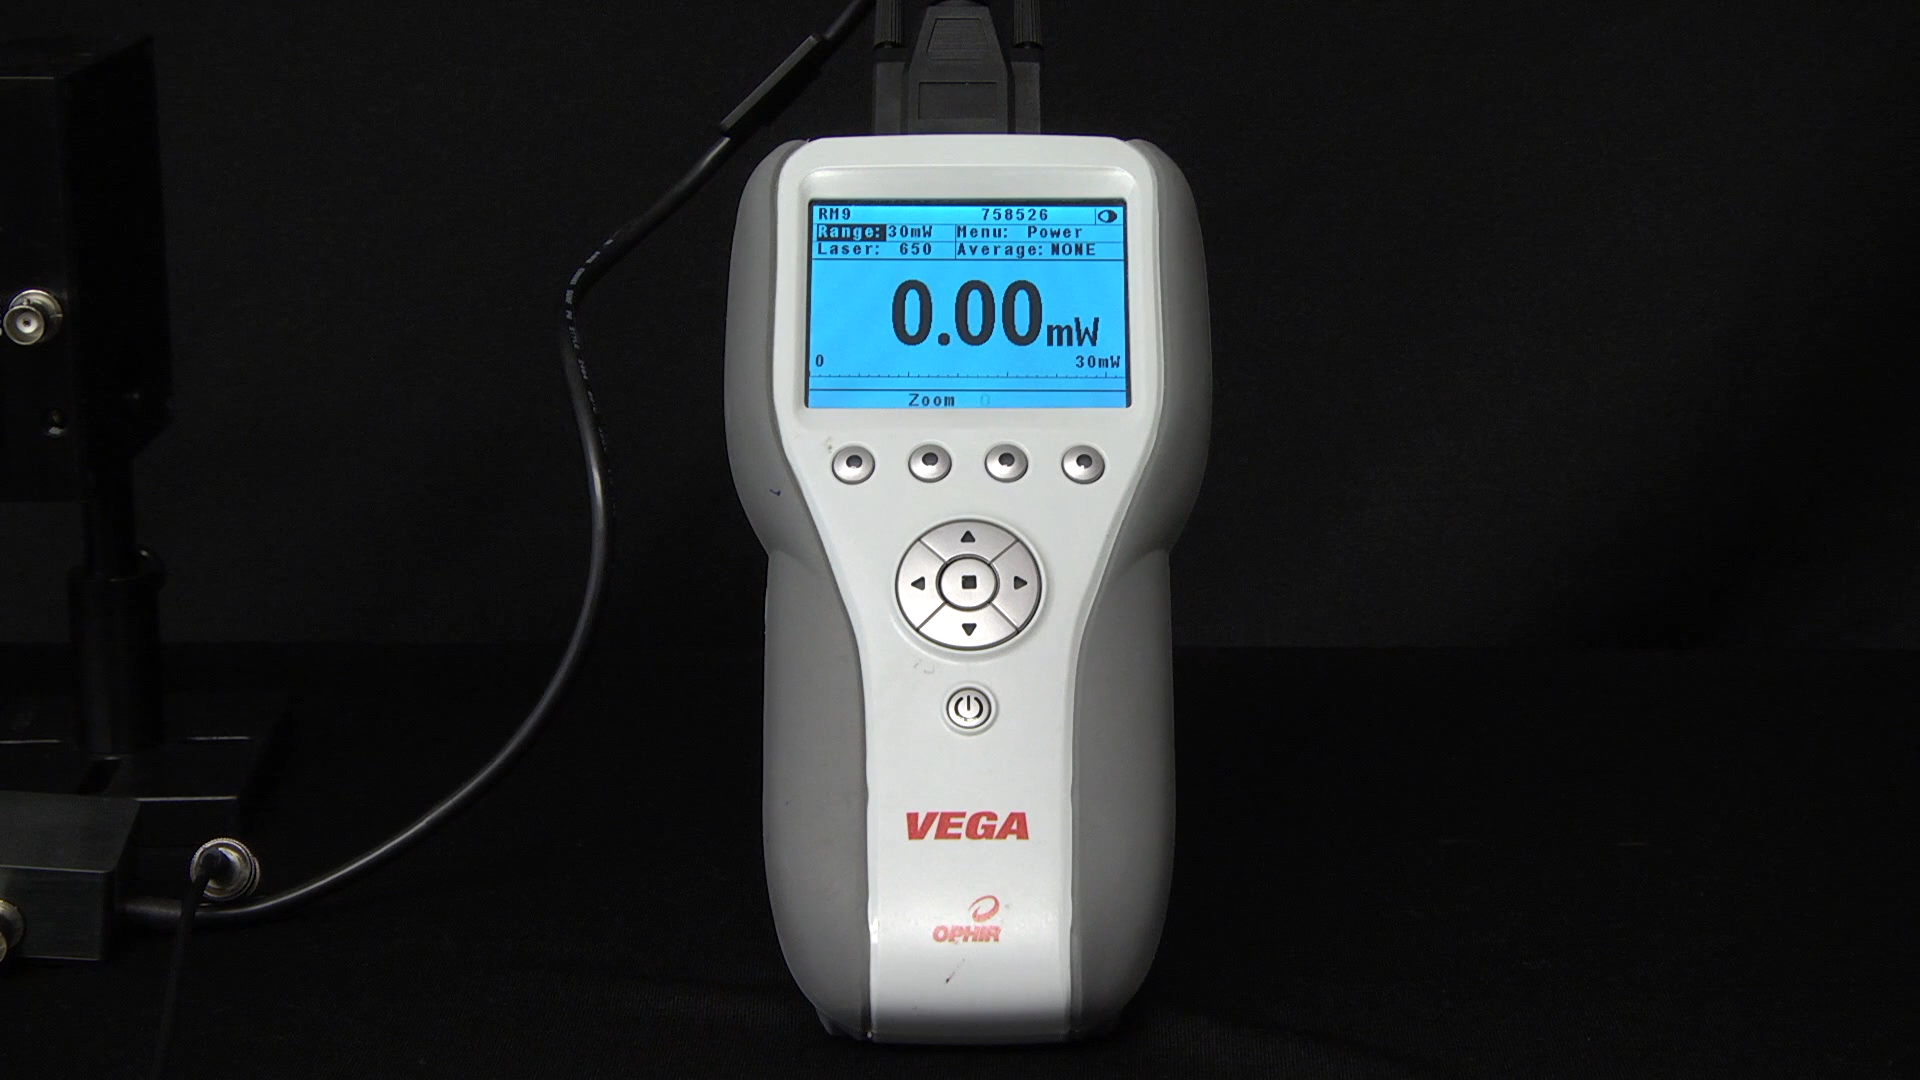 RM9 758526
Range: 30mW Menu: Power
Laser: 650 Average: NONE
0.00mW
0 30mW
Zoom
VEGA
OPHIR